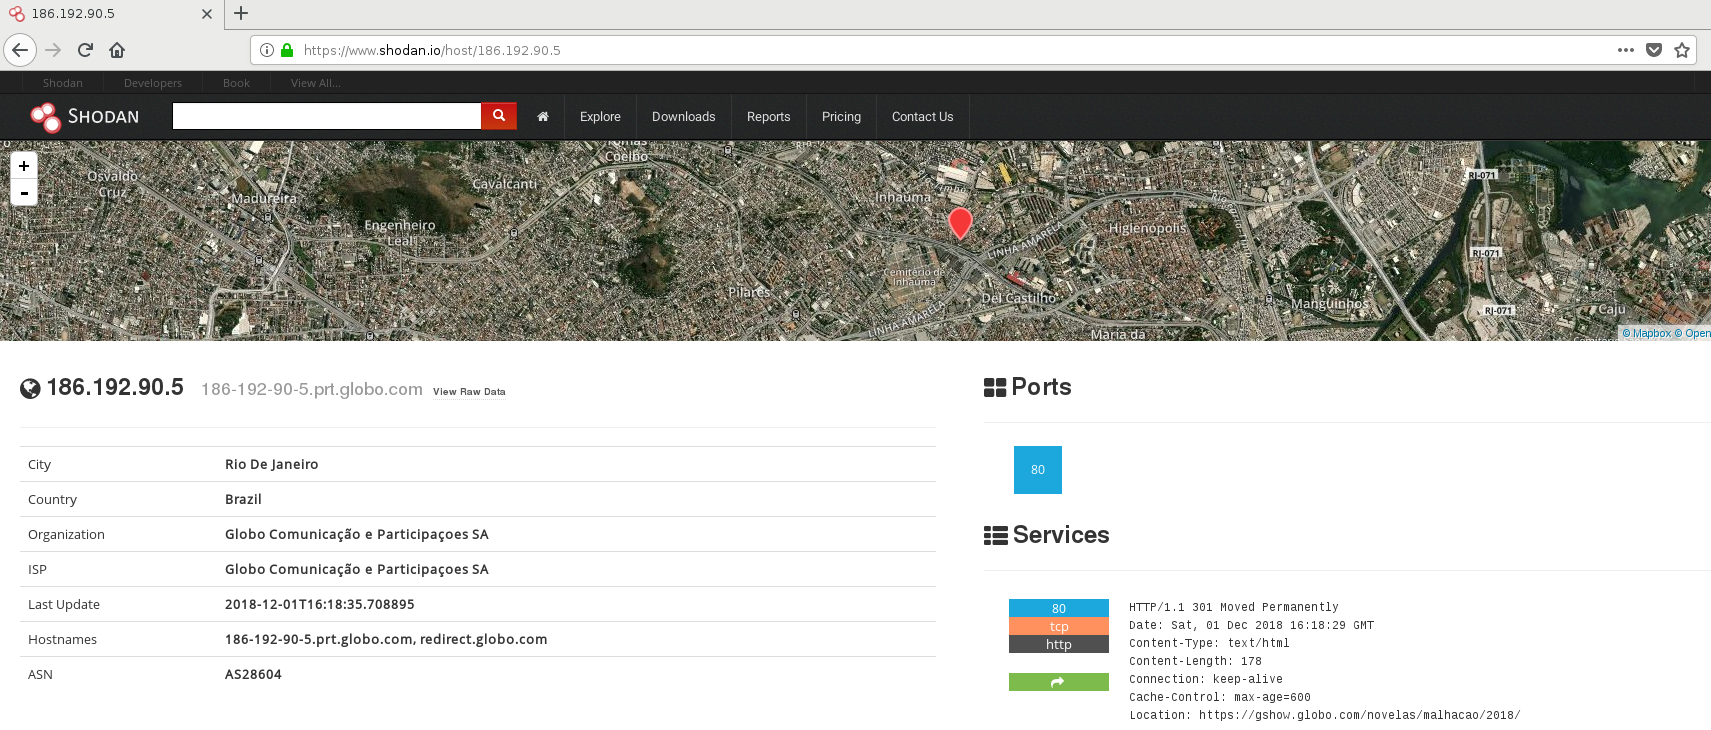 186.192.90.5
https://www.shodan.io/host/186.192.90.5
Shodan Developers Book View All...
SHODAN Explore Downloads Reports Pricing Contact Us
+
-
Tomás
Coelho
Osvaldo
Cruz
Madureira
Cavalcanti
Engenheiro
Leal
Inhaúma
Higienópolis
RJ-071
LINHA AMARELA
RJ-071
Cemitério de
Inhaúma
Pilares
Del Castilho
Manguinhos
RJ-071
Caju
LINHA AMARELA
Maria da
© Mapbox © Open
186.192.90.5 186-192-90-5.prt.globo.com View Raw Data
City Rio De Janeiro
Country Brazil
Organization Globo Comunicação e Participaçoes SA
ISP Globo Comunicação e Participaçoes SA
Last Update 2018-12-01T16:18:35.708895
Hostnames 186-192-90-5.prt.globo.com, redirect.globo.com
ASN AS28604
Ports
80
Services
80
tcp
http
HTTP/1.1 301 Moved Permanently
Date: Sat, 01 Dec 2018 16:18:29 GMT
Content-Type: text/html
Content-Length: 178
Connection: keep-alive
Cache-Control: max-age=600
Location: https://gshow.globo.com/novelas/malhacao/2018/